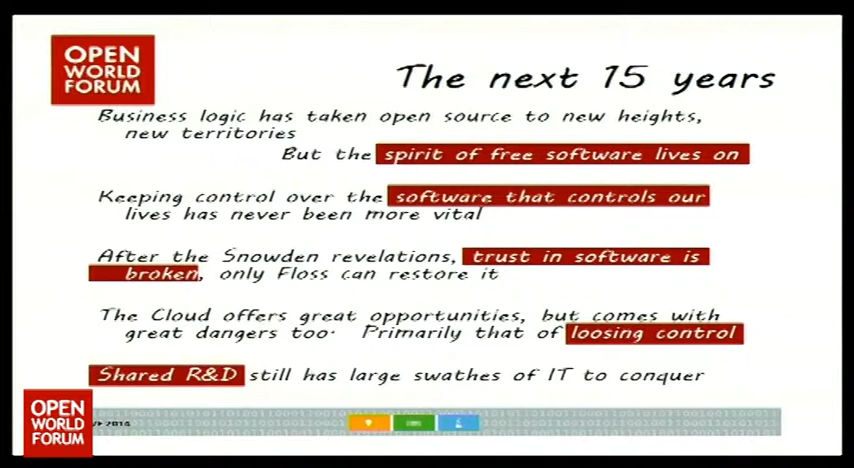 OPEN
WORLD
FORUM
The next 15 years
Business logic has taken open source to new heights,
new territories
But the spirit of free software lives on
Keeping control over the software that controls our
lives has never been more vital
After the Snowden revelations, trust in software is
broken, only Floss can restore it
The Cloud offers great opportunities, but comes with
great dangers too. Primarily that of loosing control
Shared R&D still has large swathes of IT to conquer
OPEN
WORLD
FORUM
2014